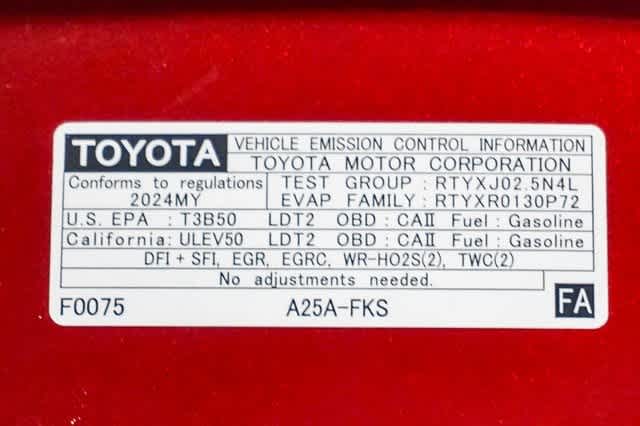 TOYOTA VEHICLE EMISSION CONTROL INFORMATION
TOYOTA MOTOR CORPORATION
Conforms to regulations TEST GROUP : RTYXJ02.5N4L
2024MY EVAP FAMILY : RTYXR0130P72
U.S. EPA : T3B50 LDT2 OBD : CAII Fuel : Gasoline
California: ULEV50 LDT2 OBD : CAII Fuel : Gasoline
DFI + SFI, EGR, EGRC, WR-HO2S(2), TWC(2)
No adjustments needed.
F0075 A25A-FKS FA